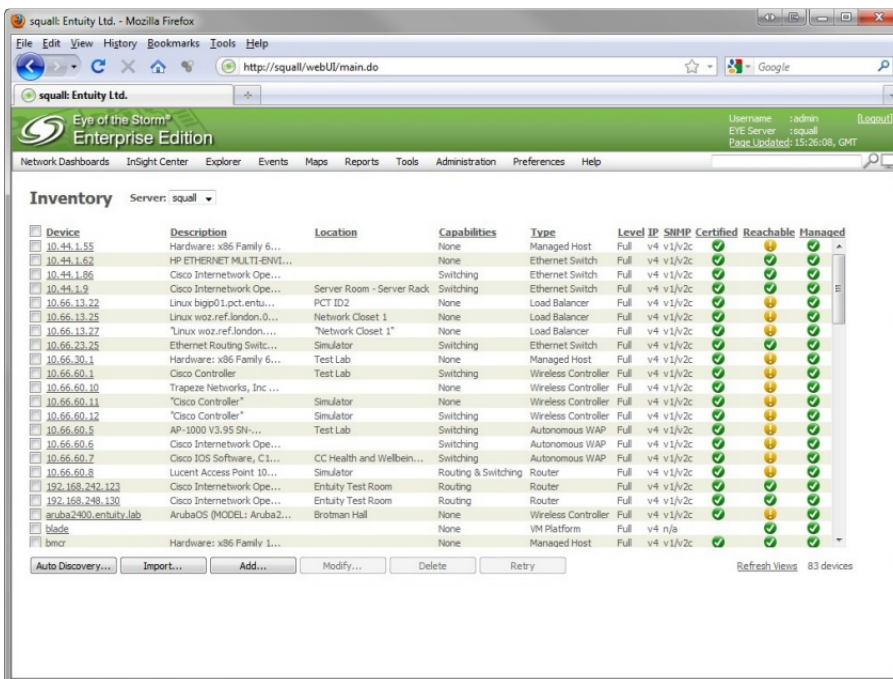 squall: Entuity Ltd. - Mozilla Firefox
File Edit View History Bookmarks Tools Help
http://squall/webUI/main.do
Google
squall: Entuity Ltd.
Eye of the Storm®
Enterprise Edition
Username :admin [Logout]
EYE Server :squall
Page Updated: 15:26:08, GMT
Network Dashboards InSight Center Explorer Events Maps Reports Tools Administration Preferences Help
Inventory Server: squall
Device Description Location Capabilities Type Level IP SNMP Certified Reachable Managed
10.44.1.55 Hardware: x86 Family 6... None Managed Host Full v4 v1/v2c
10.44.1.62 HP ETHERNET MULTI-ENVI... None Ethernet Switch Full v4 v1/v2c
10.44.1.86 Cisco Internetwork Ope... Switching Ethernet Switch Full v4 v1/v2c
10.44.1.9 Cisco Internetwork Ope... Server Room - Server Rack Switching Ethernet Switch Full v4 v1/v2c
10.66.13.22 Linux bigip01.pct.entu... PCT ID2 None Load Balancer Full v4 v1/v2c
10.66.13.25 Linux woz.ref.london.0... Network Closet 1 None Load Balancer Full v4 v1/v2c
10.66.13.27 "Linux woz.ref.london.... "Network Closet 1" None Load Balancer Full v4 v1/v2c
10.66.23.25 Ethernet Routing Switc... Simulator Switching Ethernet Switch Full v4 v1/v2c
10.66.30.1 Hardware: x86 Family 6... Test Lab None Managed Host Full v4 v1/v2c
10.66.60.1 Cisco Controller Test Lab Switching Wireless Controller Full v4 v1/v2c
10.66.60.10 Trapeze Networks, Inc ... None Wireless Controller Full v4 v1/v2c
10.66.60.11 "Cisco Controller" Simulator None Wireless Controller Full v4 v1/v2c
10.66.60.12 "Cisco Controller" Simulator Switching Wireless Controller Full v4 v1/v2c
10.66.60.5 AP-1000 V3.95 SN-... Test Lab Switching Autonomous WAP Full v4 v1/v2c
10.66.60.6 Cisco Internetwork Ope... Switching Autonomous WAP Full v4 v1/v2c
10.66.60.7 Cisco IOS Software, C1... CC Health and Wellbein... Switching Autonomous WAP Full v4 v1/v2c
10.66.60.8 Lucent Access Point 10... Simulator Routing & Switching Router Full v4 v1/v2c
192.168.242.123 Cisco Internetwork Ope... Entuity Test Room Routing Router Full v4 v1/v2c
192.168.248.130 Cisco Internetwork Ope... Entuity Test Room Routing Router Full v4 v1/v2c
aruba2400.entuity.lab ArubaOS (MODEL: Aruba2... Brotman Hall None Wireless Controller Full v4 v1/v2c
blade None VM Platform Full v4 n/a
bmcr Hardware: x86 Family 1... None Managed Host Full v4 v1/v2c
Auto Discovery... Import... Add... Modify... Delete Retry Refresh Views 83 devices